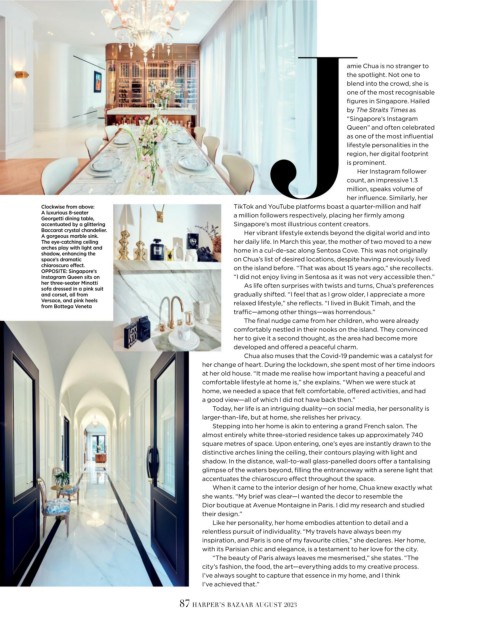 J
amie Chua is no stranger to
the spotlight. Not one to
blend into the crowd, she is
one of the most recognisable
figures in Singapore. Hailed
by The Straits Times as
“Singapore’s Instagram
Queen” and often celebrated
as one of the most influential
lifestyle personalities in the
region, her digital footprint
is prominent.
Her Instagram follower
count, an impressive 1.3
million, speaks volume of
her influence. Similarly, her
TikTok and YouTube platforms boast a quarter-million and half
a million followers respectively, placing her firmly among
Singapore’s most illustrious content creators.
Her vibrant lifestyle extends beyond the digital world and into
her daily life. In March this year, the mother of two moved to a new
home in a cul-de-sac along Sentosa Cove. This was not originally
on Chua’s list of desired locations, despite having previously lived
on the island before. “That was about 15 years ago,” she recollects.
“I did not enjoy living in Sentosa as it was not very accessible then.”
As life often surprises with twists and turns, Chua’s preferences
gradually shifted. “I feel that as I grow older, I appreciate a more
relaxed lifestyle,” she reflects. “I lived in Bukit Timah, and the
traffic—among other things—was horrendous.”
The final nudge came from her children, who were already
comfortably nestled in their nooks on the island. They convinced
her to give it a second thought, as the area had become more
developed and offered a peaceful charm.
Chua also muses that the Covid-19 pandemic was a catalyst for
her change of heart. During the lockdown, she spent most of her time indoors
at her old house. “It made me realise how important having a peaceful and
comfortable lifestyle at home is,” she explains. “When we were stuck at
home, we needed a space that felt comfortable, offered activities, and had
a good view—all of which I did not have back then.”
Today, her life is an intriguing duality—on social media, her personality is
larger-than-life, but at home, she relishes her privacy.
Stepping into her home is akin to entering a grand French salon. The
almost entirely white three-storied residence takes up approximately 740
square metres of space. Upon entering, one’s eyes are instantly drawn to the
distinctive arches lining the ceiling, their contours playing with light and
shadow. In the distance, wall-to-wall glass-panelled doors offer a tantalising
glimpse of the waters beyond, filling the entranceway with a serene light that
accentuates the chiaroscuro effect throughout the space.
When it came to the interior design of her home, Chua knew exactly what
she wants. “My brief was clear—I wanted the decor to resemble the
Dior boutique at Avenue Montaigne in Paris. I did my research and studied
their design.”
Like her personality, her home embodies attention to detail and a
relentless pursuit of individuality. “My travels have always been my
inspiration, and Paris is one of my favourite cities,” she declares. Her home,
with its Parisian chic and elegance, is a testament to her love for the city.
“The beauty of Paris always leaves me mesmerised,” she states. “The
city’s fashion, the food, the art—everything adds to my creative process.
I’ve always sought to capture that essence in my home, and I think
I’ve achieved that.”
Clockwise from above:
A luxurious 8-seater
Giorgetti dining table,
accentuated by a glittering
Baccarat crystal chandelier.
A gorgeous marble sink.
The eye-catching ceiling
arches play with light and
shadow, enhancing the
space’s dramatic
chiaroscuro effect.
OPPOSITE: Singapore’s
Instagram Queen sits on
her three-seater Minotti
sofa dressed in a pink suit
and corset, all from
Versace, and pink heels
from Bottega Veneta
87 HARPER’S BAZAAR AUGUST 2023